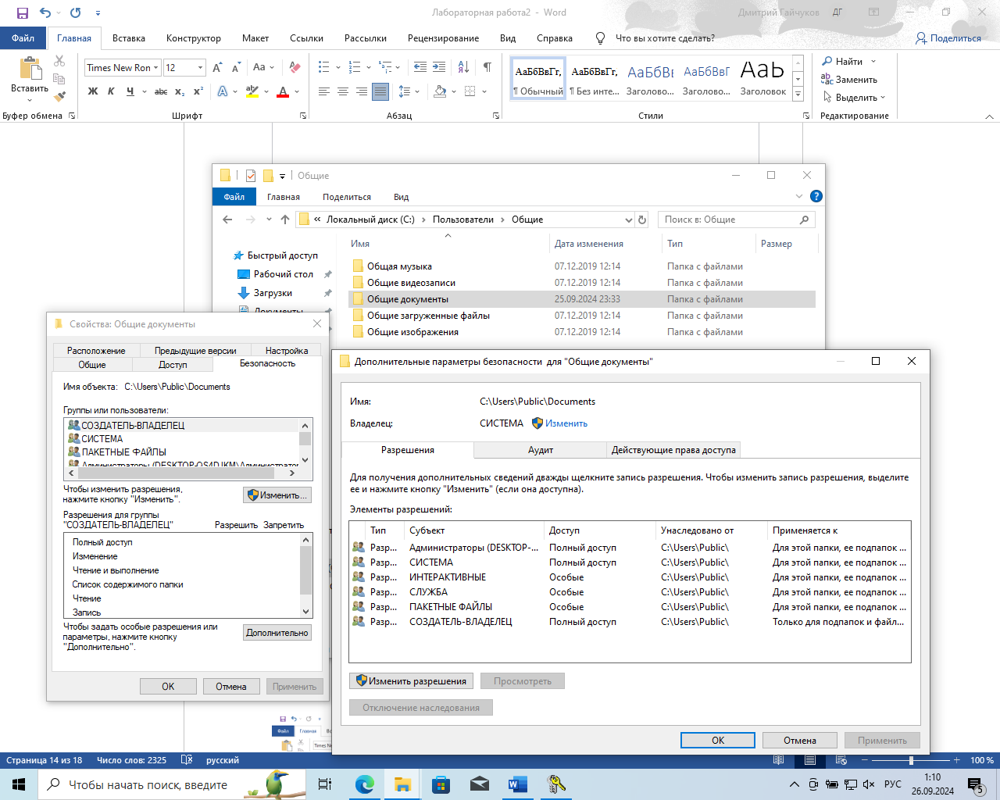 Лабораторная работа2 - Word
Дмитрий Гайчуков
ДГ
Файл
Главная
Вставка
Конструктор
Макет
Ссылки
Рассылки
Рецензирование
Вид
Справка
Что вы хотите сделать?
Поделиться
Вставить
Буфер обмена
Times New Ron
12
Aa
Ж К Ч abc x₂ x²
Шрифт
Абзац
АаБбВвГг,
АаБбВвГг,
АаБбВв
АаБбВвГ
АаБ
¶ Обычный
¶ Без инте...
Заголово...
Заголово...
Заголовок
Стили
Найти
Заменить
Выделить
Редактирование
Общие
Файл
Главная
Поделиться
Вид
« Локальный диск (C:) › Пользователи › Общие
Поиск в: Общие
Быстрый доступ
Рабочий стол
Загрузки
Документы
Имя
Дата изменения
Тип
Размер
Общая музыка 07.12.2019 12:14 Папка с файлами
Общие видеозаписи 07.12.2019 12:14 Папка с файлами
Общие документы 25.09.2024 23:33 Папка с файлами
Общие загруженные файлы 07.12.2019 12:14 Папка с файлами
Общие изображения 07.12.2019 12:14 Папка с файлами
Свойства: Общие документы
Расположение
Предыдущие версии
Настройка
Общие
Доступ
Безопасность
Имя объекта: C:\Users\Public\Documents
Группы или пользователи:
СОЗДАТЕЛЬ-ВЛАДЕЛЕЦ
СИСТЕМА
ПАКЕТНЫЕ ФАЙЛЫ
Администраторы (DESKTOP-OS4DJKM\Администратор
Чтобы изменить разрешения,
нажмите кнопку "Изменить".
Изменить...
Разрешения для группы
"СОЗДАТЕЛЬ-ВЛАДЕЛЕЦ"
Разрешить
Запретить
Полный доступ
Изменение
Чтение и выполнение
Список содержимого папки
Чтение
Запись
Чтобы задать особые разрешения или
параметры, нажмите кнопку
"Дополнительно".
Дополнительно
ОК
Отмена
Применить
Дополнительные параметры безопасности для "Общие документы"
Имя: C:\Users\Public\Documents
Владелец: СИСТЕМА Изменить
Разрешения
Аудит
Действующие права доступа
Для получения дополнительных сведений дважды щелкните запись разрешения. Чтобы изменить запись разрешения, выделите
ее и нажмите кнопку "Изменить" (если она доступна).
Элементы разрешений:
Тип Субъект Доступ Унаследовано от Применяется к
Разр... Администраторы (DESKTOP-... Полный доступ C:\Users\Public\ Для этой папки, ее подпапок ...
Разр... СИСТЕМА Полный доступ C:\Users\Public\ Для этой папки, ее подпапок ...
Разр... ИНТЕРАКТИВНЫЕ Особые C:\Users\Public\ Для этой папки, ее подпапок ...
Разр... СЛУЖБА Особые C:\Users\Public\ Для этой папки, ее подпапок ...
Разр... ПАКЕТНЫЕ ФАЙЛЫ Особые C:\Users\Public\ Для этой папки, ее подпапок ...
Разр... СОЗДАТЕЛЬ-ВЛАДЕЛЕЦ Полный доступ C:\Users\Public\ Только для подпапок и файл...
Изменить разрешения
Просмотреть
Отключение наследования
ОК
Отмена
Применить
Файл
Главная
Times New
Страница 14 из 18
Число слов: 2325
русский
100 %
Чтобы начать поиск, введите
РУС
1:10
26.09.2024
5